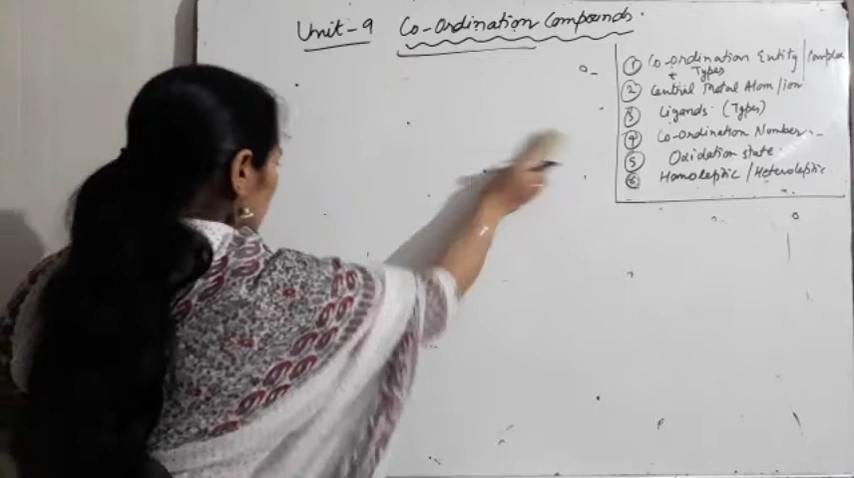 Unit-9 Co-Ordination Compounds.
① Co-ordination Entity/Complex
+ Types
② Central Metal Atom/ion
③ Ligands. (Types)
④ Co-ordination Number.
⑤ Oxidation state.
⑥ Homoleptic/Heteroleptic